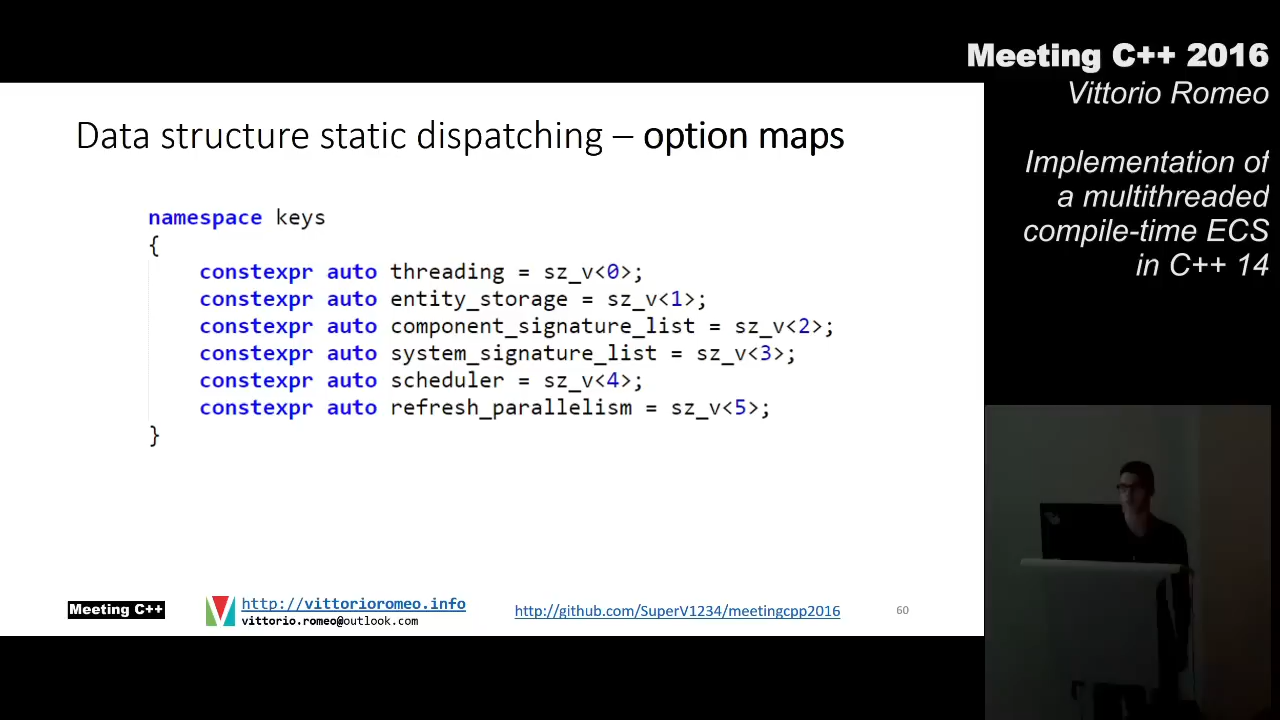 Meeting C++ 2016
Vittorio Romeo
Implementation of
a multithreaded
compile-time ECS
in C++ 14
Data structure static dispatching – option maps
namespace keys
{
constexpr auto threading = sz_v<0>;
constexpr auto entity_storage = sz_v<1>;
constexpr auto component_signature_list = sz_v<2>;
constexpr auto system_signature_list = sz_v<3>;
constexpr auto scheduler = sz_v<4>;
constexpr auto refresh_parallelism = sz_v<5>;
}
Meeting C++
http://vittorioromeo.info
vittorio.romeo@outlook.com
http://github.com/SuperV1234/meetingcpp2016
60